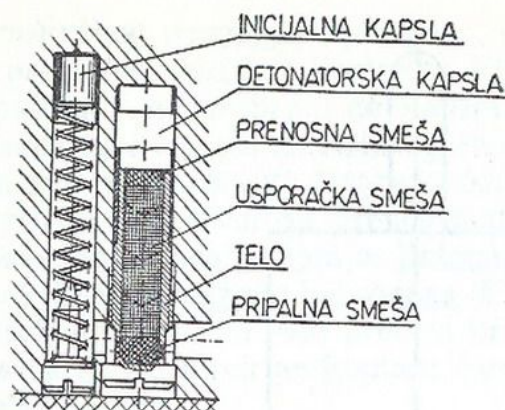 INICIJALNA KAPSLA
DETONATORSKA KAPSLA
PRENOSNA SMEŠA
USPORAČKA SMEŠA
TELO
PRIPALNA SMEŠA